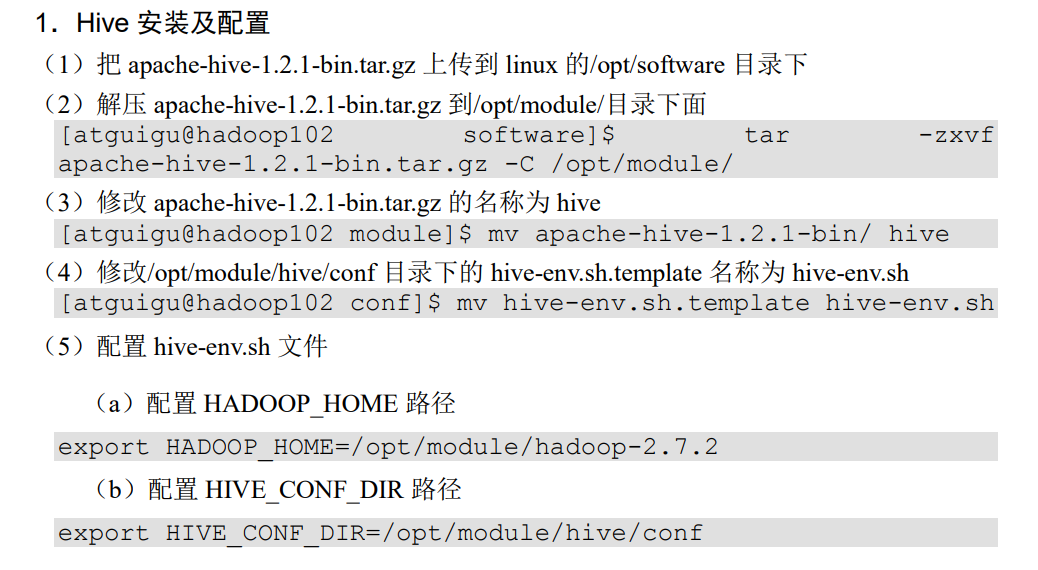 1．Hive 安装及配置
（1）把 apache-hive-1.2.1-bin.tar.gz 上传到 linux 的/opt/software 目录下
（2）解压 apache-hive-1.2.1-bin.tar.gz 到/opt/module/目录下面
[atguigu@hadoop102 software]$ tar -zxvf
apache-hive-1.2.1-bin.tar.gz -C /opt/module/
（3）修改 apache-hive-1.2.1-bin.tar.gz 的名称为 hive
[atguigu@hadoop102 module]$ mv apache-hive-1.2.1-bin/ hive
（4）修改/opt/module/hive/conf 目录下的 hive-env.sh.template 名称为 hive-env.sh
[atguigu@hadoop102 conf]$ mv hive-env.sh.template hive-env.sh
（5）配置 hive-env.sh 文件
（a）配置 HADOOP_HOME 路径
export HADOOP_HOME=/opt/module/hadoop-2.7.2
（b）配置 HIVE_CONF_DIR 路径
export HIVE_CONF_DIR=/opt/module/hive/conf